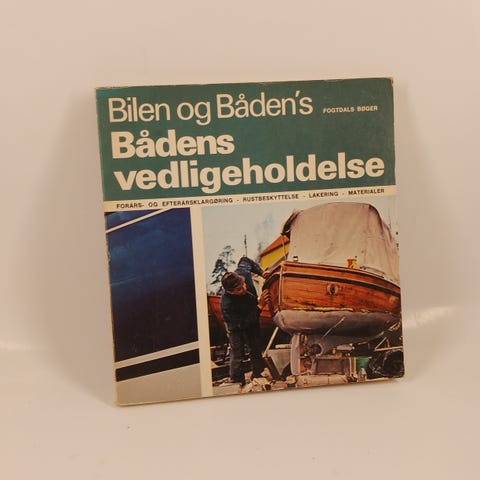 Bilen og Båden's FOGTDALS BØGER
Bådens
vedligeholdelse
FORÅRS- OG EFTERÅRSKLARGØRING - RUSTBESKYTTELSE - LAKERING - MATERIALER